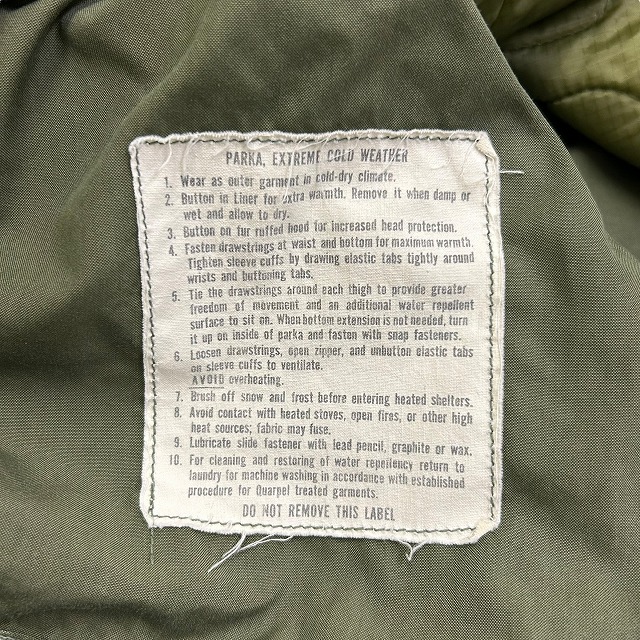 PARKA, EXTREME COLD WEATHER
1. Wear as outer garment in cold-dry climate.
2. Button in Liner for extra warmth. Remove it when damp or
wet and allow to dry.
3. Button on fur ruffed hood for increased head protection.
4. Fasten drawstrings at waist and bottom for maximum warmth.
Tighten sleeve cuffs by drawing elastic tabs tightly around
wrists and buttoning tabs.
5. Tie the drawstrings around each thigh to provide greater
freedom of movement and an additional water repellent
surface to sit on. When bottom extension is not needed, turn
it up on inside of parka and fasten with snap fasteners.
6. Loosen drawstrings, open zipper, and unbutton elastic tabs
on sleeve cuffs to ventilate.
AVOID overheating.
7. Brush off snow and frost before entering heated shelters.
8. Avoid contact with heated stoves, open fires, or other high
heat sources; fabric may fuse.
9. Lubricate slide fastener with lead pencil, graphite or wax.
10. For cleaning and restoring of water repellency return to
laundry for machine washing in accordance with established
procedure for Quarpel treated garments.
DO NOT REMOVE THIS LABEL